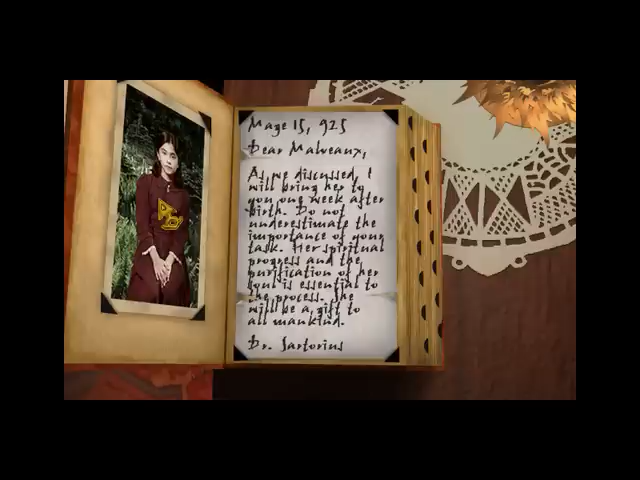 Maye 15, 925
Dear Malveaux,
As we discussed, I
will bring her to
you one week after
birth. Do not
underestimate the
importance of your
task. Her spiritual
progress and the
purification of her
soul is essential to
the process. She
will be a gift to
all mankind.
Dr. Sartorius